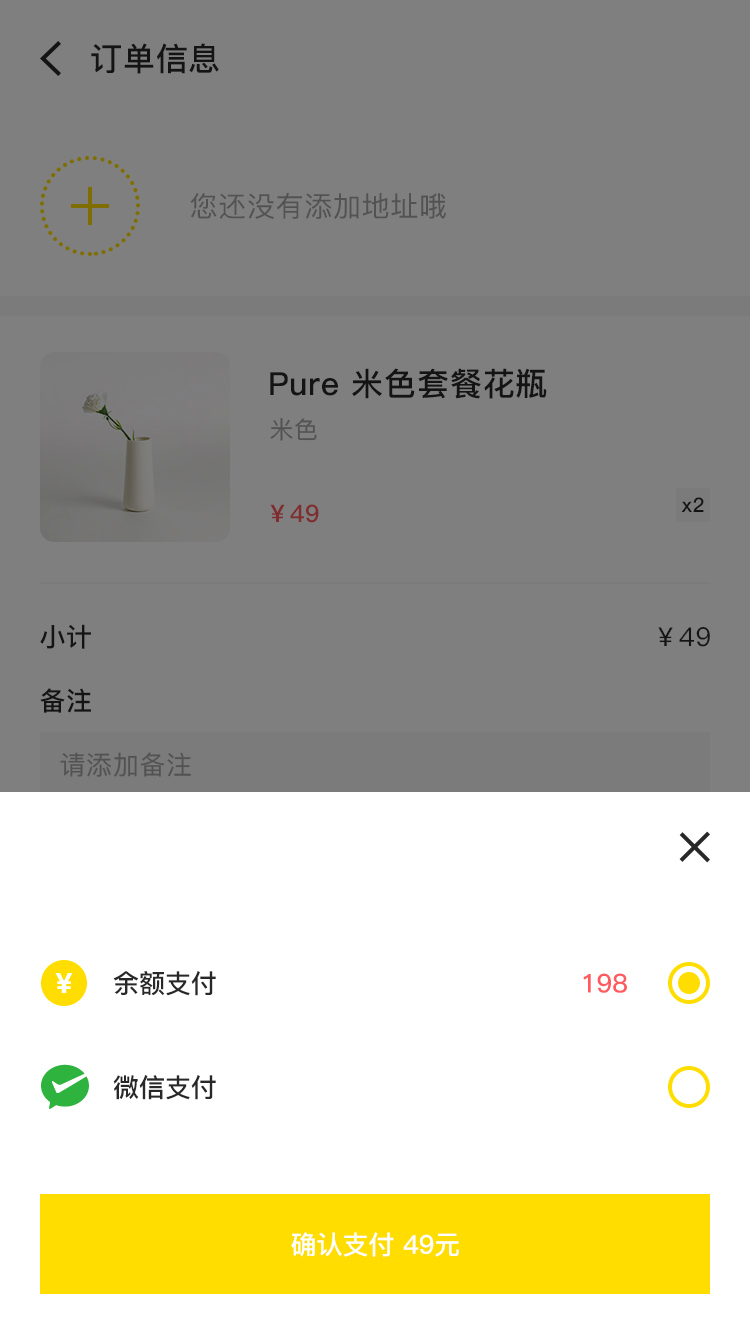 订单信息
您还没有添加地址哦
Pure 米色套餐花瓶
米色
¥ 49
x2
小计
¥ 49
备注
请添加备注
¥ 余额支付
198
微信支付
确认支付 49元